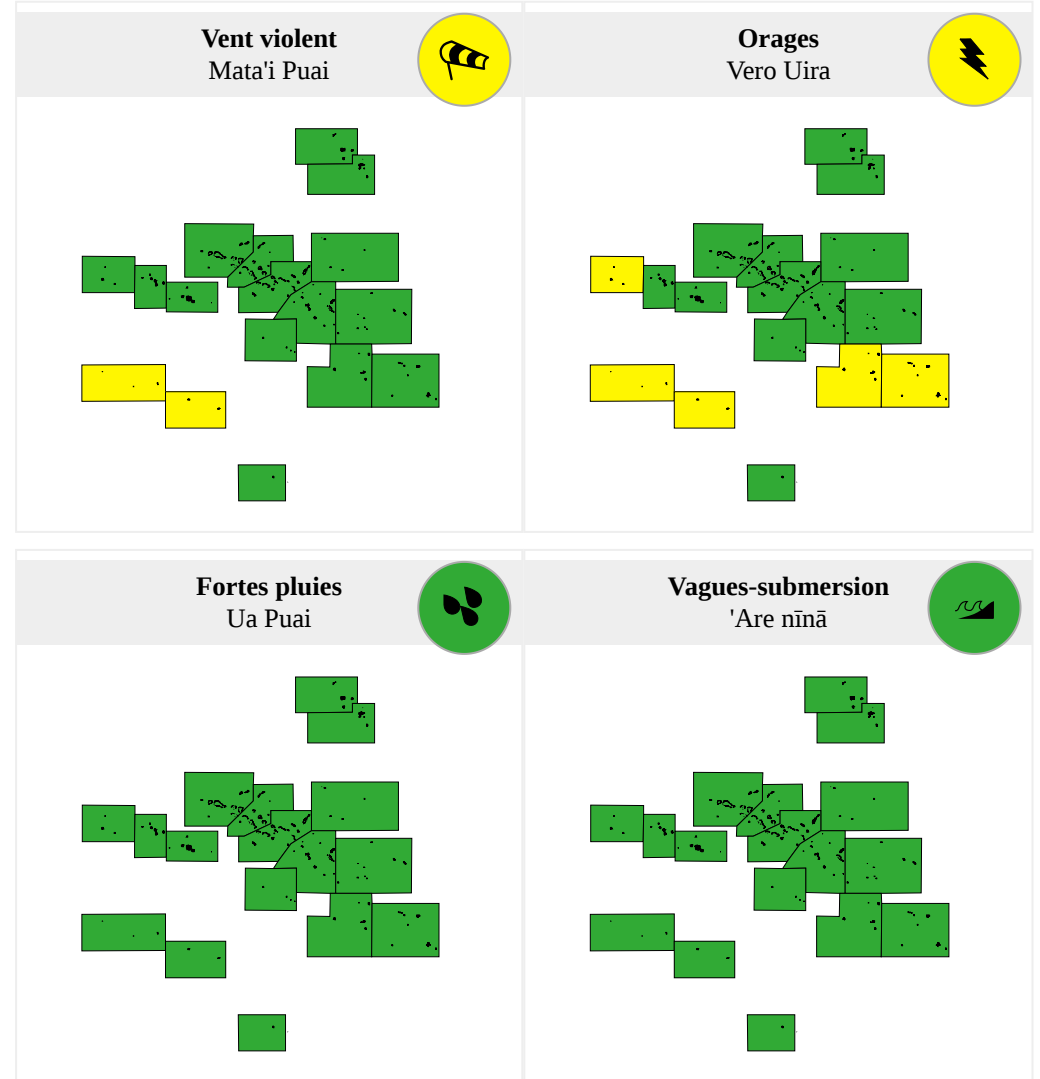 Vent violent
Mata'i Puai
Orages
Vero Uira
Fortes pluies
Ua Puai
Vagues-submersion
'Are nīnā